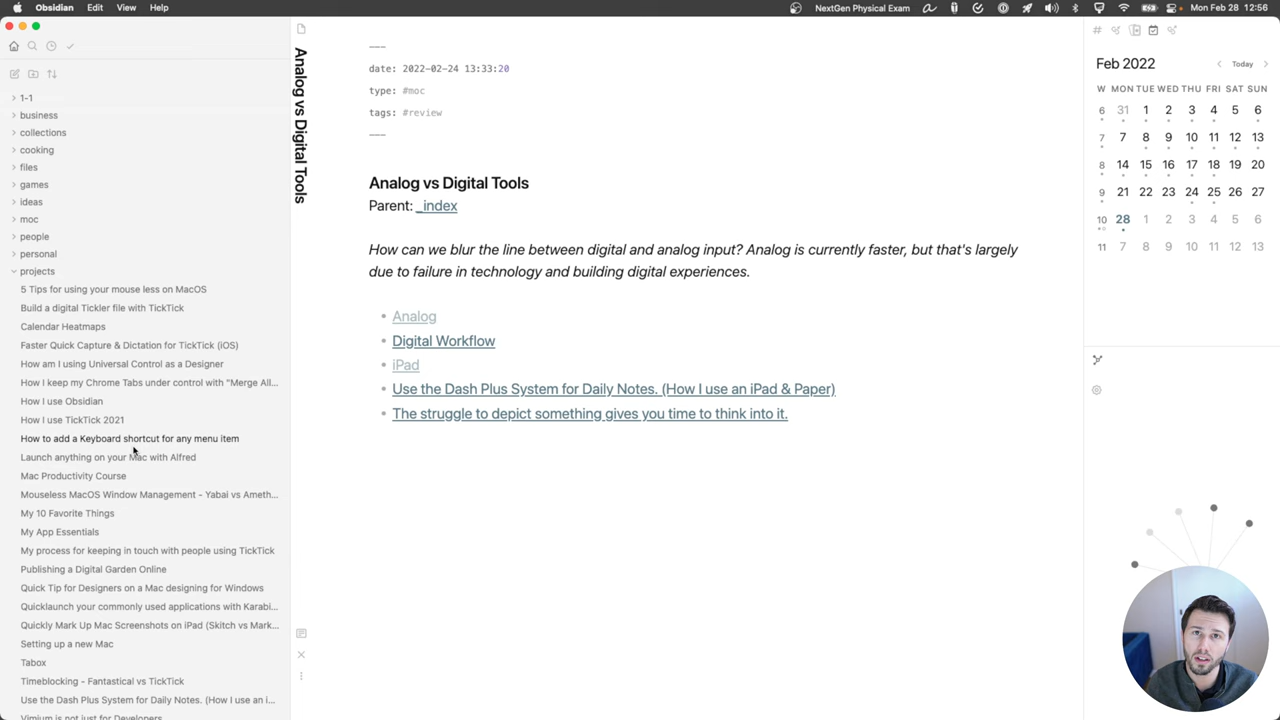 Obsidian File Edit View Help
NextGen Physical Exam
Mon Feb 28 12:56
1-1
business
collections
cooking
files
games
ideas
moc
people
personal
projects
5 Tips for using your mouse less on MacOS
Build a digital Tickler file with TickTick
Calendar Heatmaps
Faster Quick Capture & Dictation for TickTick (iOS)
How am I using Universal Control as a Designer
How I keep my Chrome Tabs under control with "Merge All...
How I use Obsidian
How I use TickTick 2021
How to add a Keyboard shortcut for any menu item
Launch anything on your Mac with Alfred
Mac Productivity Course
Mouseless MacOS Window Management - Yabai vs Ameth...
My 10 Favorite Things
My App Essentials
My process for keeping in touch with people using TickTick
Publishing a Digital Garden Online
Quick Tip for Designers on a Mac designing for Windows
Quicklaunch your commonly used applications with Karabi...
Quickly Mark Up Mac Screenshots on iPad (Skitch vs Mark...
Setting up a new Mac
Tabox
Timeblocking - Fantastical vs TickTick
Use the Dash Plus System for Daily Notes. (How I use an i...
Vimium is not just for Developers
Analog vs Digital Tools
---
date: 2022-02-24 13:33:20
type: #moc
tags: #review
---
Analog vs Digital Tools
Parent: _index
How can we blur the line between digital and analog input? Analog is currently faster, but that's largely
due to failure in technology and building digital experiences.
• Analog
• Digital Workflow
• iPad
• Use the Dash Plus System for Daily Notes. (How I use an iPad & Paper)
• The struggle to depict something gives you time to think into it.
Feb 2022
Today
W MON TUE WED THU FRI SAT SUN
6 31 1 2 3 4 5 6
7 7 8 9 10 11 12 13
8 14 15 16 17 18 19 20
9 21 22 23 24 25 26 27
10 28 1 2 3 4 5 6
11 7 8 9 10 11 12 13